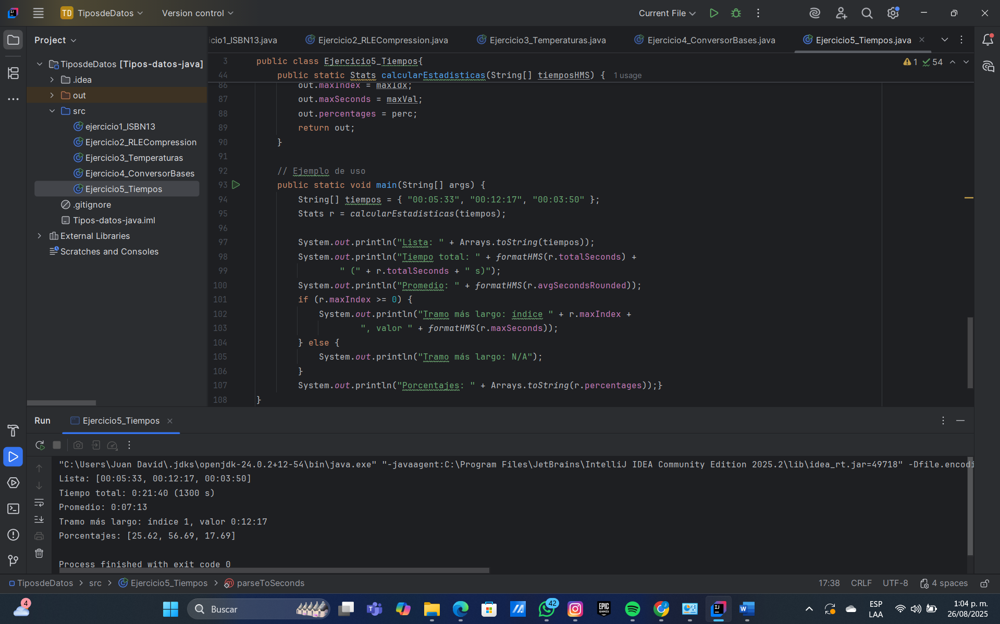 TD TiposdeDatos Version control Current File
Project
cio1_ISBN13.java Ejercicio2_RLECompression.java Ejercicio3_Temperaturas.java Ejercicio4_ConversorBases.java Ejercicio5_Tiempos.java
TiposdeDatos [Tipos-datos-java]
.idea
out
src
ejercicio1_ISBN13
Ejercicio2_RLECompression
Ejercicio3_Temperaturas
Ejercicio4_ConversorBases
Ejercicio5_Tiempos
.gitignore
Tipos-datos-java.iml
External Libraries
Scratches and Consoles
1 54
3 public class Ejercicio5_Tiempos{
44 public static Stats calcularEstadisticas(String[] tiemposHMS) { 1 usage
86 out.maxIndex = maxIdx;
87 out.maxSeconds = maxVal;
88 out.percentages = perc;
89 return out;
90 }
91
92 // Ejemplo de uso
93 public static void main(String[] args) {
94 String[] tiempos = { "00:05:33", "00:12:17", "00:03:50" };
95 Stats r = calcularEstadisticas(tiempos);
96
97 System.out.println("Lista: " + Arrays.toString(tiempos));
98 System.out.println("Tiempo total: " + formatHMS(r.totalSeconds) +
99 " (" + r.totalSeconds + " s)");
100 System.out.println("Promedio: " + formatHMS(r.avgSecondsRounded));
101 if (r.maxIndex >= 0) {
102 System.out.println("Tramo más largo: índice " + r.maxIndex +
103 ", valor " + formatHMS(r.maxSeconds));
104 } else {
105 System.out.println("Tramo más largo: N/A");
106 }
107 System.out.println("Porcentajes: " + Arrays.toString(r.percentages));}
108 }
Run Ejercicio5_Tiempos
"C:\Users\Juan David\.jdks\openjdk-24.0.2+12-54\bin\java.exe" "-javaagent:C:\Program Files\JetBrains\IntelliJ IDEA Community Edition 2025.2\lib\idea_rt.jar=49718" -Dfile.encodi
Lista: [00:05:33, 00:12:17, 00:03:50]
Tiempo total: 0:21:40 (1300 s)
Promedio: 0:07:13
Tramo más largo: índice 1, valor 0:12:17
Porcentajes: [25.62, 56.69, 17.69]
Process finished with exit code 0
TiposdeDatos > src > Ejercicio5_Tiempos > parseToSeconds 17:38 CRLF UTF-8 4 spaces
4 Buscar 42 EPIC GAMES ESP LAA 1:04 p. m. 26/08/2025